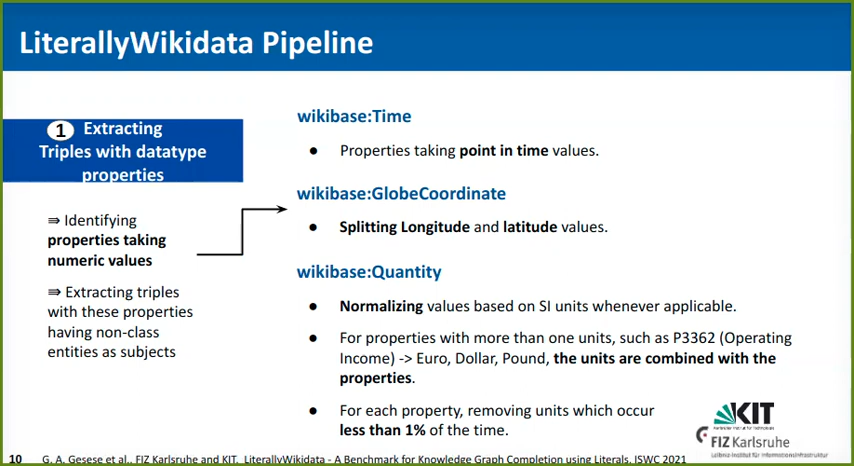 LiterallyWikidata Pipeline
1 Extracting
Triples with datatype
properties
⇛ Identifying
properties taking
numeric values
⇛ Extracting triples
with these properties
having non-class
entities as subjects
wikibase:Time
● Properties taking point in time values.
wikibase:GlobeCoordinate
● Splitting Longitude and latitude values.
wikibase:Quantity
● Normalizing values based on SI units whenever applicable.
● For properties with more than one units, such as P3362 (Operating
Income) -> Euro, Dollar, Pound, the units are combined with the
properties.
● For each property, removing units which occur
less than 1% of the time.
KIT
FIZ Karlsruhe
Leibniz-Institut für Informationsinfrastruktur
10 G. A. Gesese et al., FIZ Karlsruhe and KIT, LiterallyWikidata - A Benchmark for Knowledge Graph Completion using Literals, ISWC 2021